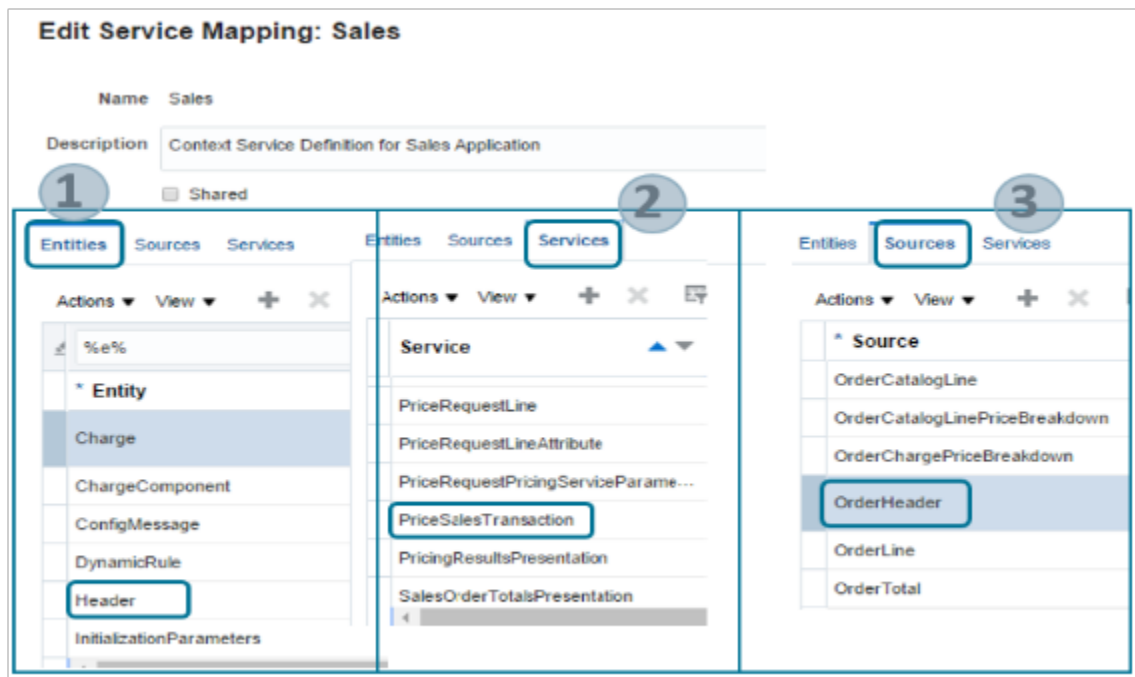 Edit Service Mapping: Sales
Name Sales
Description Context Service Definition for Sales Application
Shared
1
Entities Sources Services
Actions View
%e%
* Entity
Charge
ChargeComponent
ConfigMessage
DynamicRule
Header
InitializationParameters
2
Entities Sources Services
Actions View
Service
PriceRequestLine
PriceRequestLineAttribute
PriceRequestPricingServiceParame...
PriceSalesTransaction
PricingResultsPresentation
SalesOrderTotalsPresentation
3
Entities Sources Services
Actions View
* Source
OrderCatalogLine
OrderCatalogLinePriceBreakdown
OrderChargePriceBreakdown
OrderHeader
OrderLine
OrderTotal